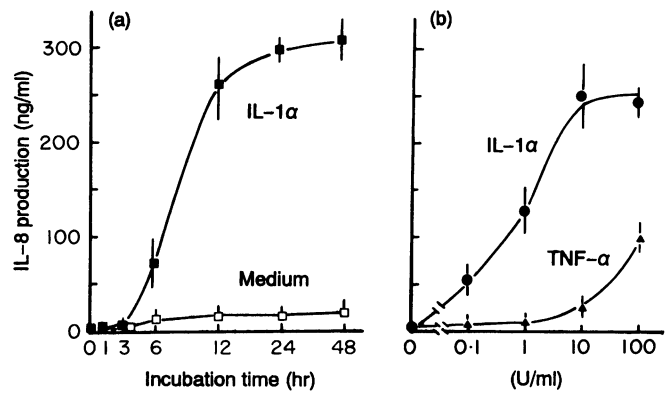 (a)
(b)
IL-8 production (ng/ml)
300
200
100
0
IL-1α
Medium
0 1 3 6 12 24 48
Incubation time (hr)
IL-1α
TNF-α
0 0·1 1 10 100
(U/ml)